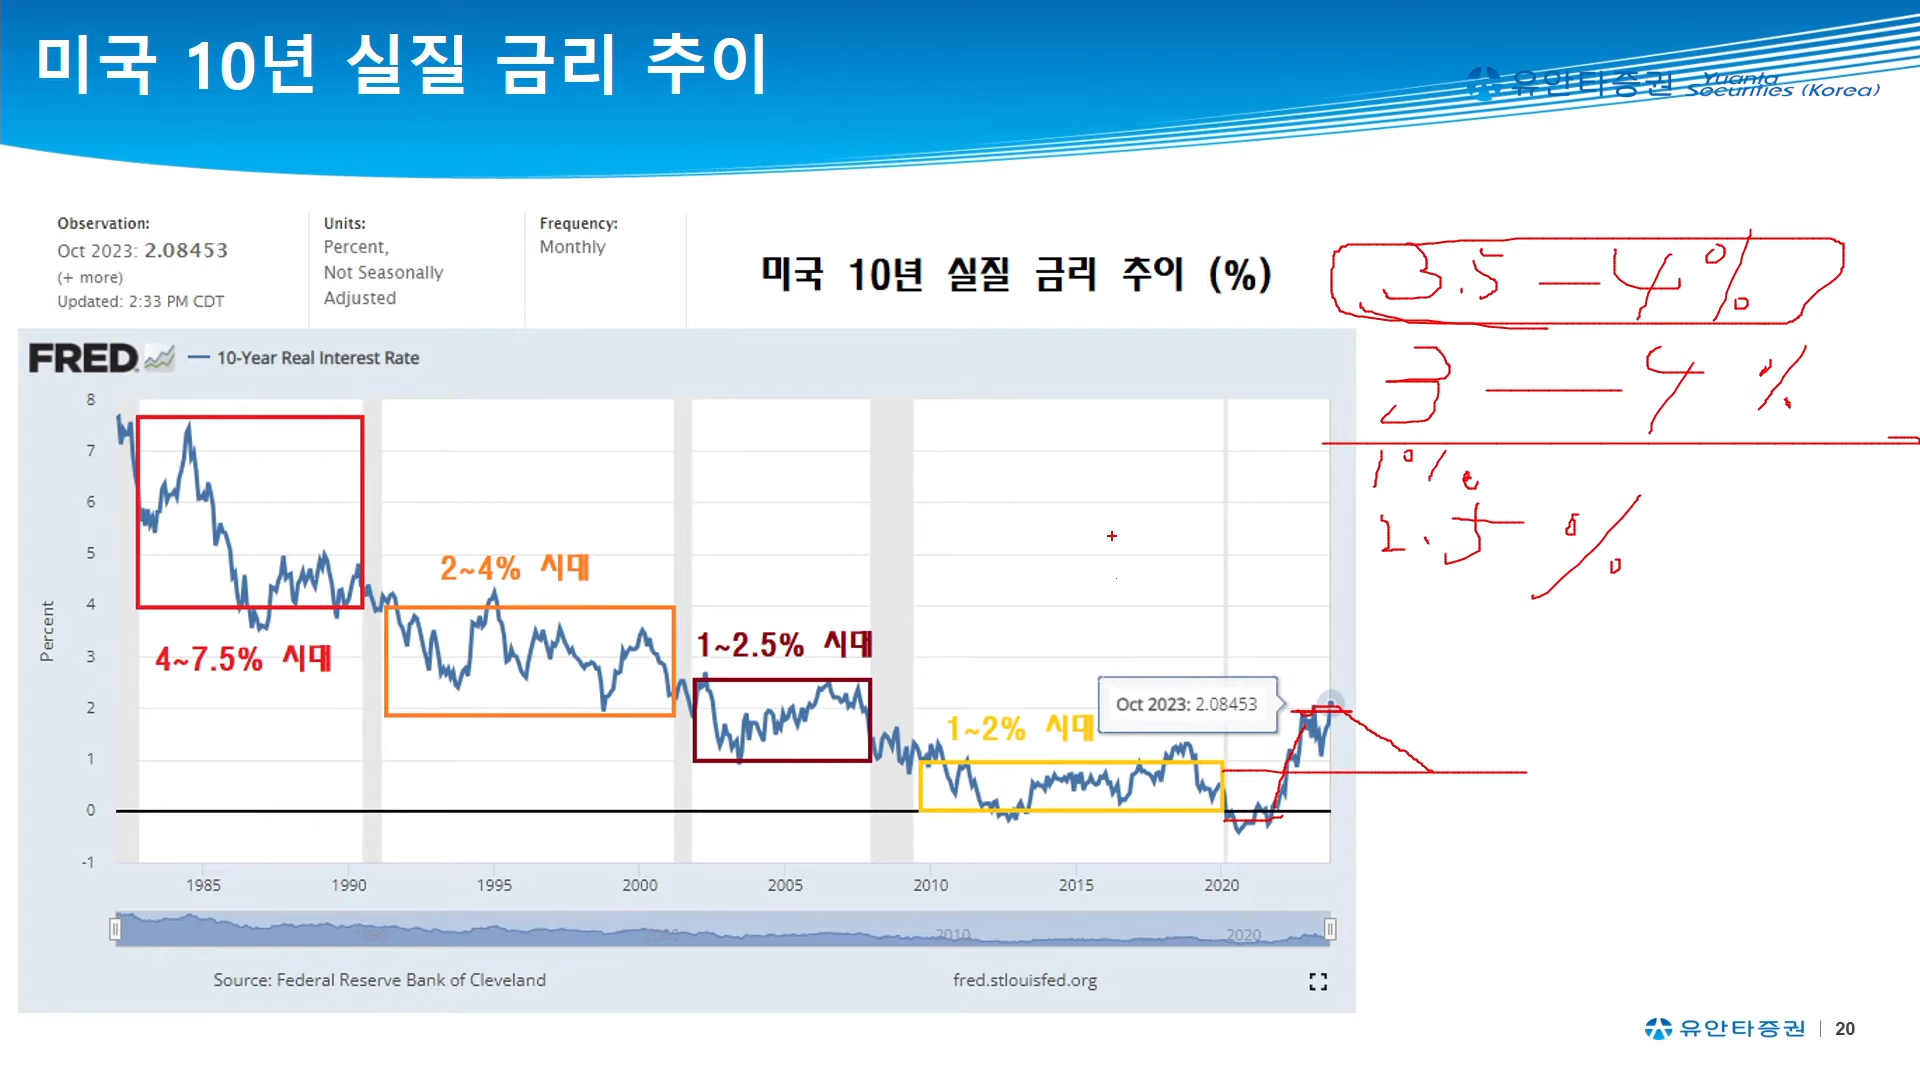 미국 10년 실질 금리 추이
유안타증권 Yuanta Securities (Korea)
Observation:
Oct 2023: 2.08453
(+ more)
Updated: 2:33 PM CDT
Units:
Percent,
Not Seasonally
Adjusted
Frequency:
Monthly
미국 10년 실질 금리 추이 (%)
3.5 — 4%
3 — 4 %
1%
FRED
10-Year Real Interest Rate
Percent
8
7
6
5
4
3
2
1
0
-1
4~7.5% 시대
2~4% 시대
1~2.5% 시대
1~2% 시대
Oct 2023: 2.08453
1985 1990 1995 2000 2005 2010 2015 2020
1990 2000 2010 2020
Source: Federal Reserve Bank of Cleveland
fred.stlouisfed.org
유안타증권 | 20